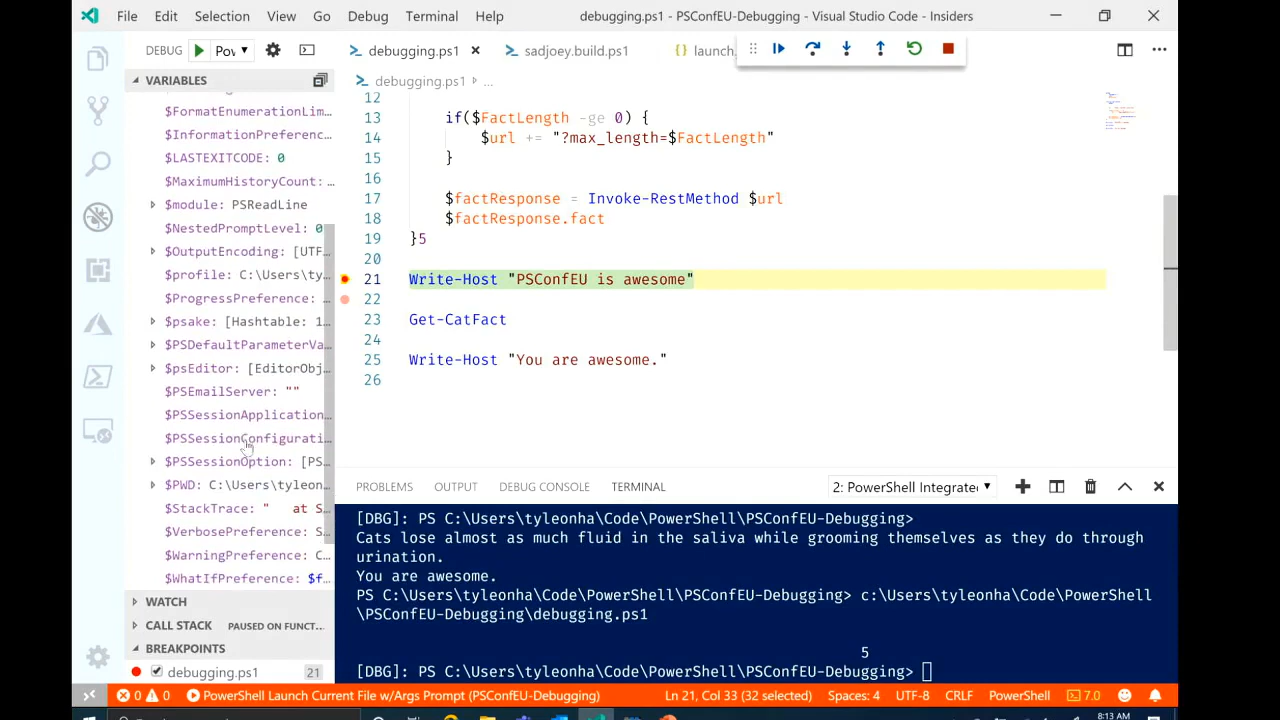 File Edit Selection View Go Debug Terminal Help debugging.ps1 - PSConfEU-Debugging - Visual Studio Code - Insiders
DEBUG Pov debugging.ps1 sadjoey.build.ps1 {} launch.
VARIABLES
debugging.ps1 › ...
$FormatEnumerationLim...
$InformationPreferenc...
$LASTEXITCODE: 0
$MaximumHistoryCount: ...
$module: PSReadLine
$NestedPromptLevel: 0
$OutputEncoding: [UTF...
$profile: C:\Users\ty...
$ProgressPreference: ...
$psake: [Hashtable: 1...
$PSDefaultParameterVa...
$psEditor: [EditorObj...
$PSEmailServer: ""
$PSSessionApplication...
$PSSessionConfigurati...
$PSSessionOption: [PS...
$PWD: C:\Users\tyleon...
$StackTrace: " at S...
$VerbosePreference: S...
$WarningPreference: C...
$WhatIfPreference: $f...
WATCH
CALL STACK PAUSED ON FUNCT...
BREAKPOINTS
debugging.ps1 21
12
13 if($FactLength -ge 0) {
14 $url += "?max_length=$FactLength"
15 }
16
17 $factResponse = Invoke-RestMethod $url
18 $factResponse.fact
19 }5
20
21 Write-Host "PSConfEU is awesome"
22
23 Get-CatFact
24
25 Write-Host "You are awesome."
26
PROBLEMS OUTPUT DEBUG CONSOLE TERMINAL 2: PowerShell Integrate
[DBG]: PS C:\Users\tyleonha\Code\PowerShell\PSConfEU-Debugging>
Cats lose almost as much fluid in the saliva while grooming themselves as they do through
urination.
You are awesome.
PS C:\Users\tyleonha\Code\PowerShell\PSConfEU-Debugging> c:\Users\tyleonha\Code\PowerShell
\PSConfEU-Debugging\debugging.ps1
5
[DBG]: PS C:\Users\tyleonha\Code\PowerShell\PSConfEU-Debugging>
0 0 PowerShell Launch Current File w/Args Prompt (PSConfEU-Debugging) Ln 21, Col 33 (32 selected) Spaces: 4 UTF-8 CRLF PowerShell 7.0
8:13 AM